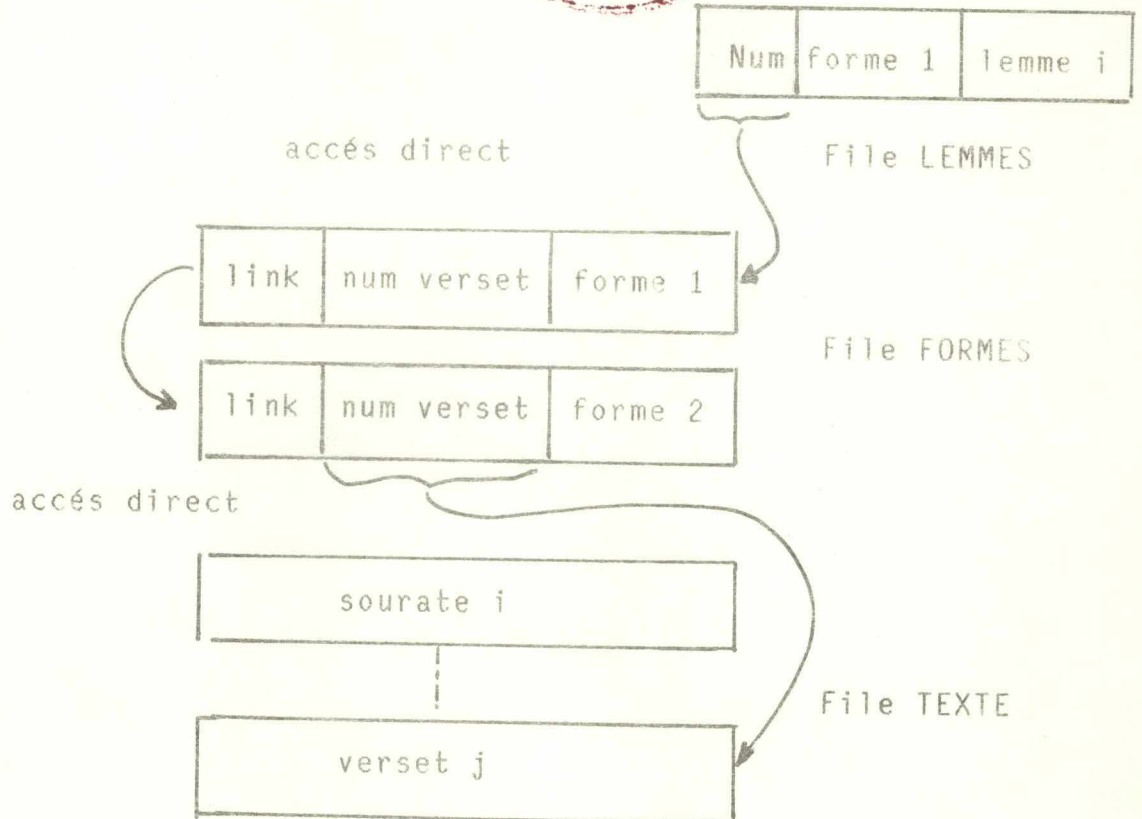 Num forme 1 lemme i
accés direct
File LEMMES
link num verset forme 1
File FORMES
link num verset forme 2
accés direct
sourate i
File TEXTE
verset j